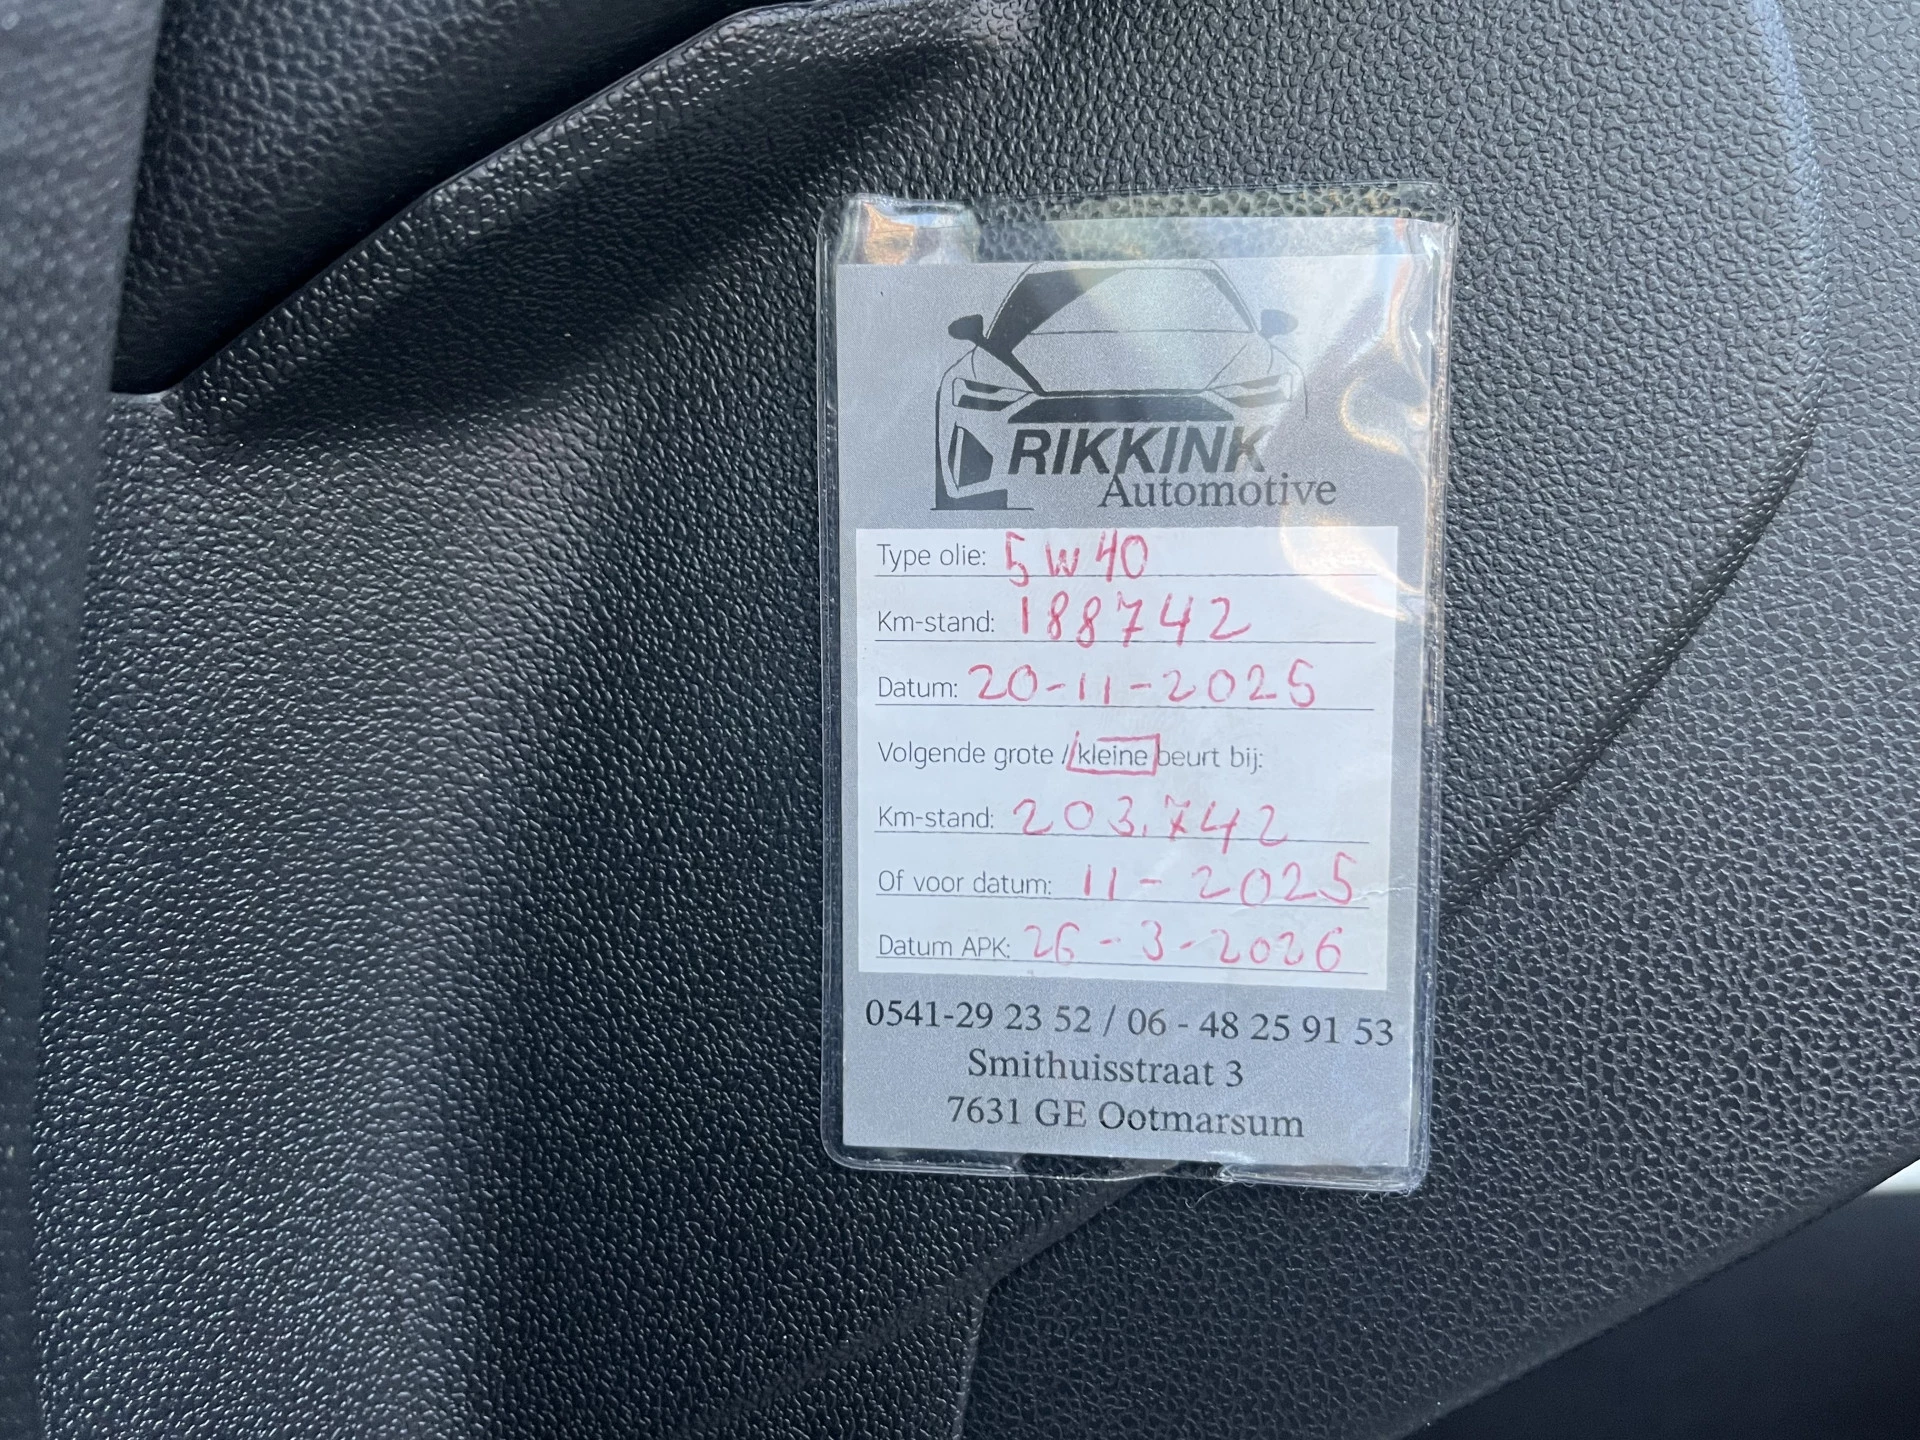 RIKKINK
Automotive
Type olie: 5W40
Km-stand: 188742
Datum: 20-11-2025
Volgende grote / kleine beurt bij:
Km-stand: 203.742
Of voor datum: 11-2025
Datum APK: 26-3-2026
0541-29 23 52 / 06 - 48 25 91 53
Smithuisstraat 3
7631 GE Ootmarsum